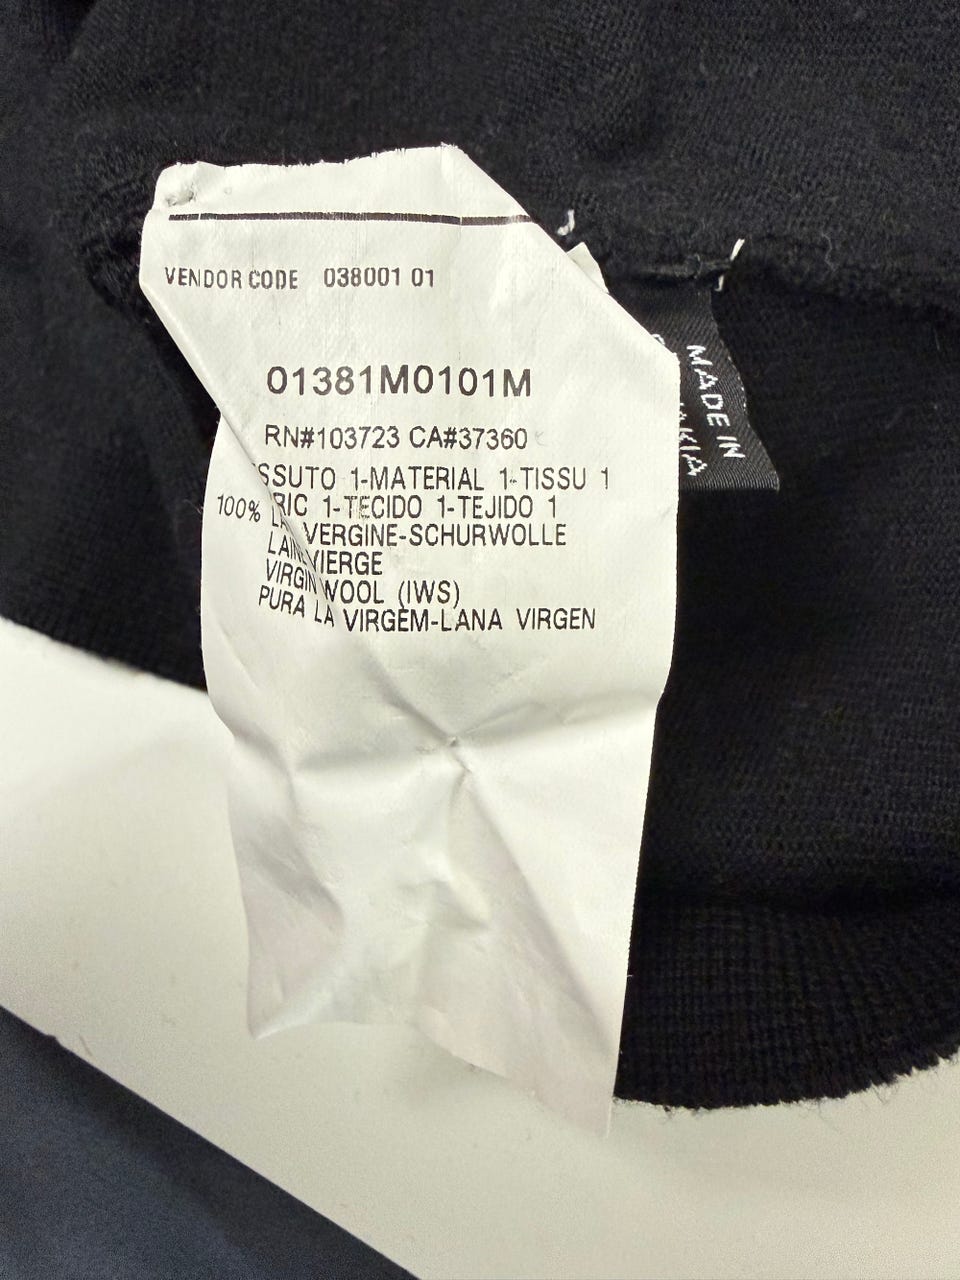 VENDOR CODE 038001 01
01381M0101M
RN#103723 CA#37360
SSUTO 1-MATERIAL 1-TISSU 1
100% RIC 1-TECIDO 1-TEJIDO 1
VERGINE-SCHURWOLLE
VIERGE
VIRGIN WOOL (IWS)
PURA LA VIRGEM-LANA VIRGEN
MADE IN